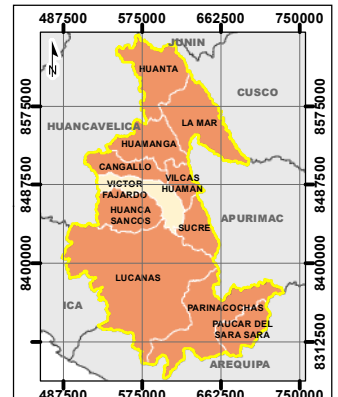 487500 575000 662500 750000
JUNIN
N
HUANTA
CUSCO
8575000
8575000
LA MAR
HUANCAVELICA
HUAMANGA
CANGALLO
VILCAS
HUAMAN
8487500
8487500
VICTOR
FAJARDO
HUANCA
SANCOS
APURIMAC
SUCRE
8400000
8400000
LUCANAS
ICA
PARINACOCHAS
PAUCAR DEL
SARA SARA
8312500
8312500
AREQUIPA
487500 575000 662500 750000